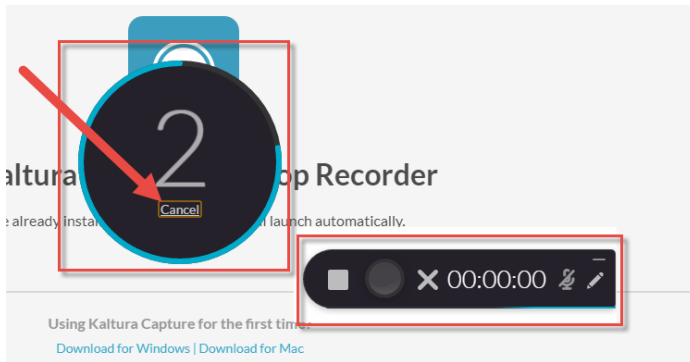 2
Cancel
altura op Recorder
e already insta l launch automatically.
00:00:00
Using Kaltura Capture for the first time:
Download for Windows | Download for Mac